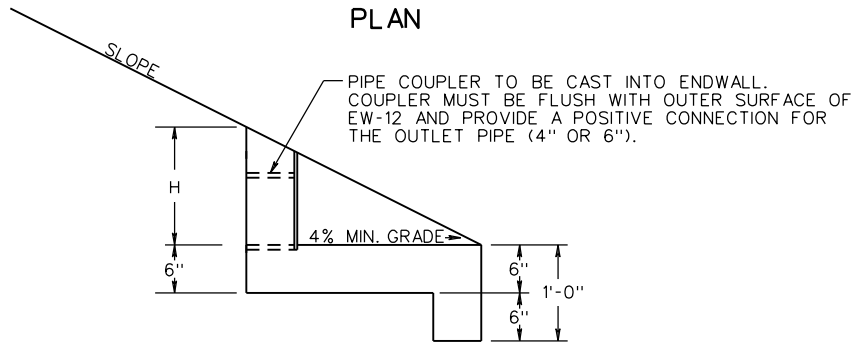 PLAN
SLOPE
PIPE COUPLER TO BE CAST INTO ENDWALL.
COUPLER MUST BE FLUSH WITH OUTER SURFACE OF
EW-12 AND PROVIDE A POSITIVE CONNECTION FOR
THE OUTLET PIPE (4" OR 6").
H
4% MIN. GRADE
6"
6"
1'-0"
6"